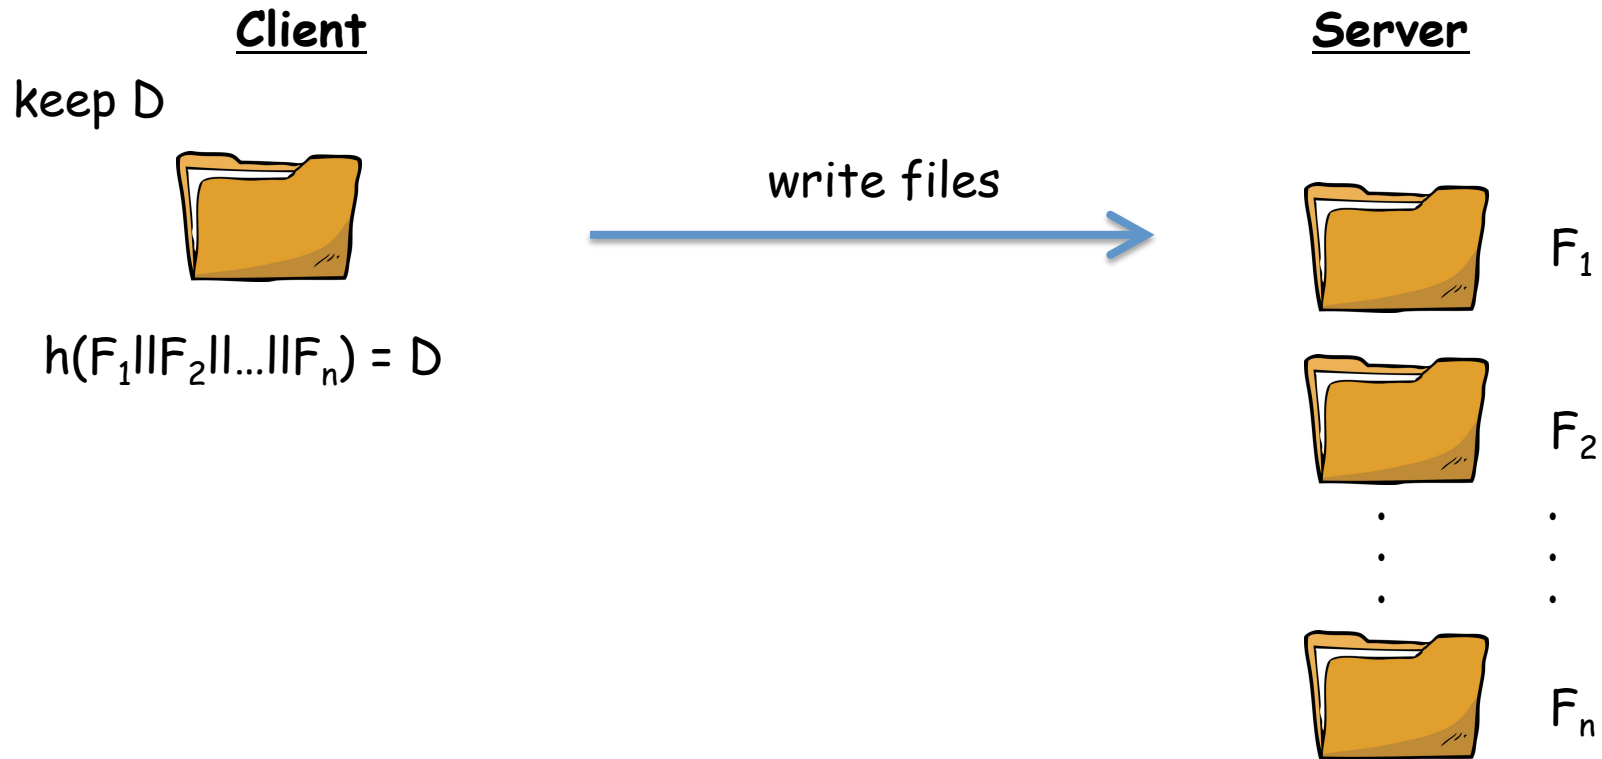 Client
Server
keep D
write files
F₁
h(F₁||F₂||...||Fₙ) = D
F₂
Fₙ